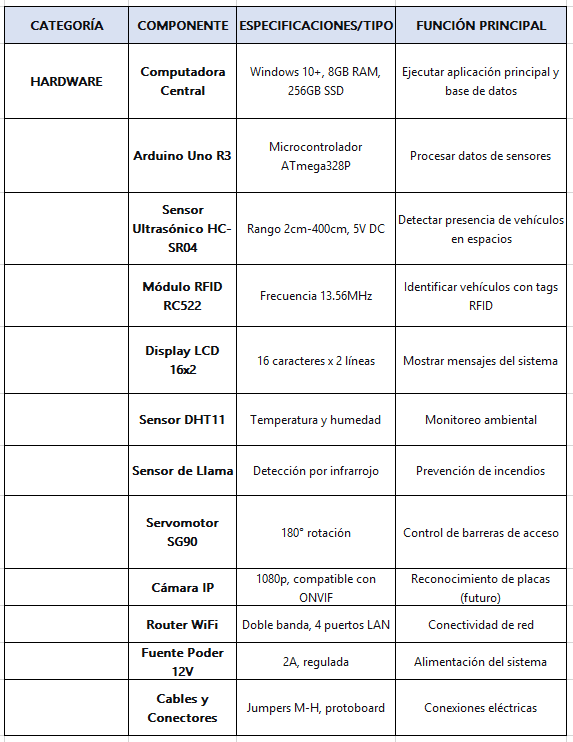 CATEGORÍA COMPONENTE ESPECIFICACIONES/TIPO FUNCIÓN PRINCIPAL
HARDWARE
Computadora
Central
Windows 10+, 8GB RAM,
256GB SSD
Ejecutar aplicación principal y
base de datos
Arduino Uno R3
Microcontrolador
ATmega328P
Procesar datos de sensores
Sensor
Ultrasónico HC-
SR04
Rango 2cm-400cm, 5V DC
Detectar presencia de vehículos
en espacios
Módulo RFID
RC522
Frecuencia 13.56MHz
Identificar vehículos con tags
RFID
Display LCD
16x2
16 caracteres x 2 líneas
Mostrar mensajes del sistema
Sensor DHT11
Temperatura y humedad
Monitoreo ambiental
Sensor de Llama
Detección por infrarrojo
Prevención de incendios
Servomotor
SG90
180° rotación
Control de barreras de acceso
Cámara IP
1080p, compatible con
ONVIF
Reconocimiento de placas
(futuro)
Router WiFi
Doble banda, 4 puertos LAN
Conectividad de red
Fuente Poder
12V
2A, regulada
Alimentación del sistema
Cables y
Conectores
Jumpers M-H, protoboard
Conexiones eléctricas